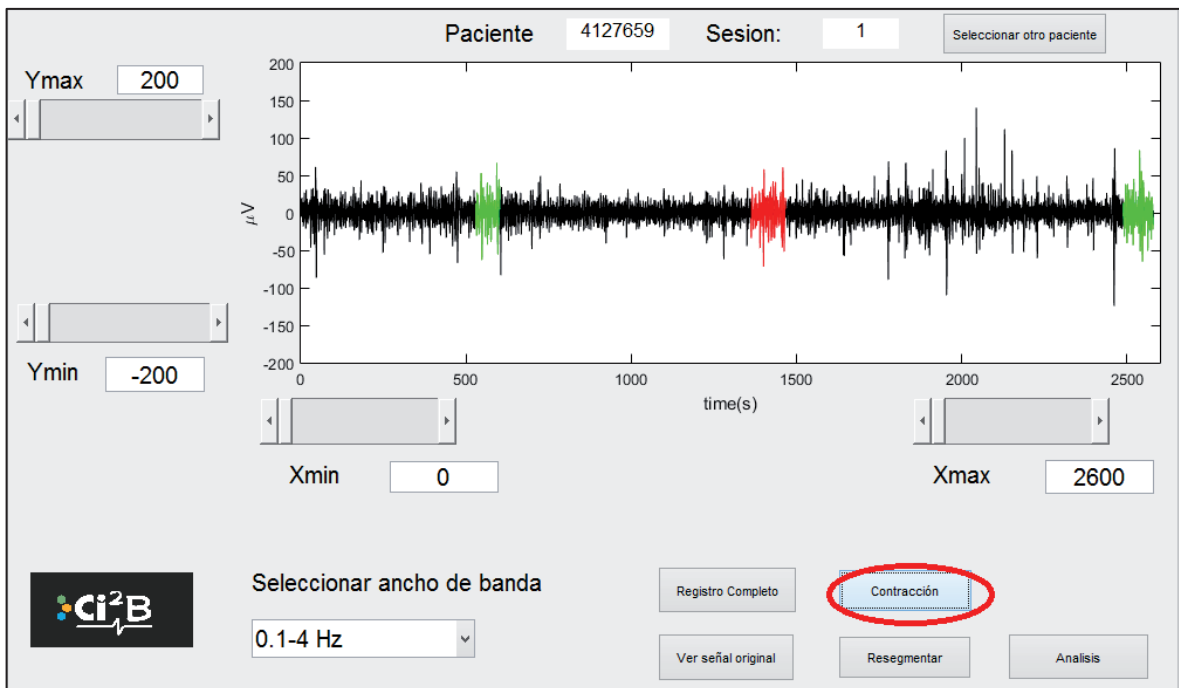 Paciente 4127659 Sesion: 1 Seleccionar otro paciente
Ymax 200
200
150
100
50
0
-50
-100
-150
-200
µV
Ymin -200
0 500 1000 1500 2000 2500
time(s)
Xmin 0
Xmax 2600
Ci²B
Seleccionar ancho de banda
0.1-4 Hz
Registro Completo Contracción
Ver señal original Resegmentar Analisis